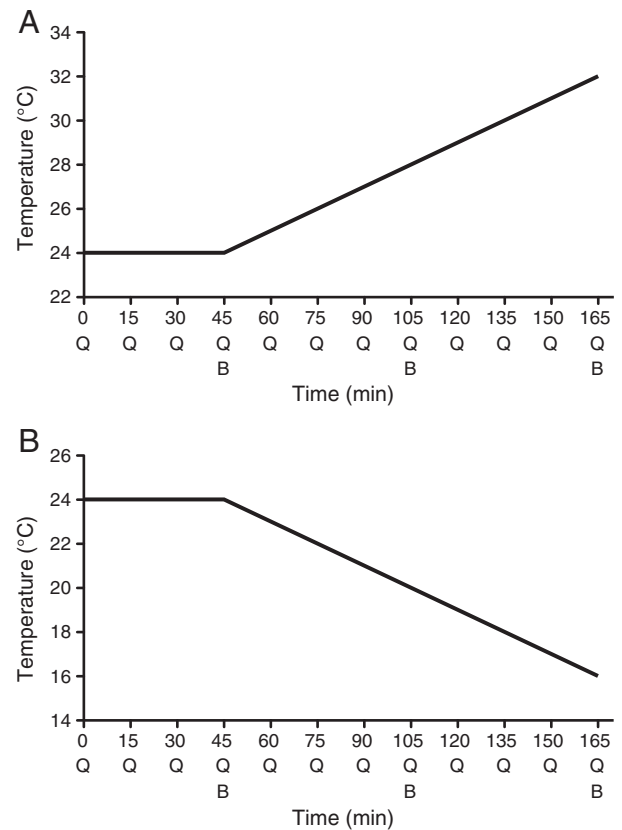 A
34
32
30
28
26
24
22
Temperature (°C)
0 15 30 45 60 75 90 105 120 135 150 165
Q Q Q Q Q Q Q Q Q Q Q Q
B B B
Time (min)
B
26
24
22
20
18
16
14
Temperature (°C)
0 15 30 45 60 75 90 105 120 135 150 165
Q Q Q Q Q Q Q Q Q Q Q Q
B B B
Time (min)